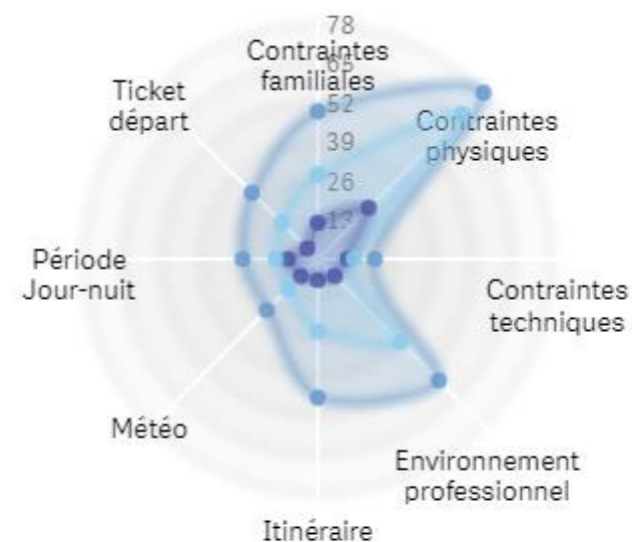 78
Contraintes
familiales
65
52
39
26
13
Ticket
départ
Contraintes
physiques
Période
Jour-nuit
Contraintes
techniques
Météo
Environnement
professionnel
Itinéraire